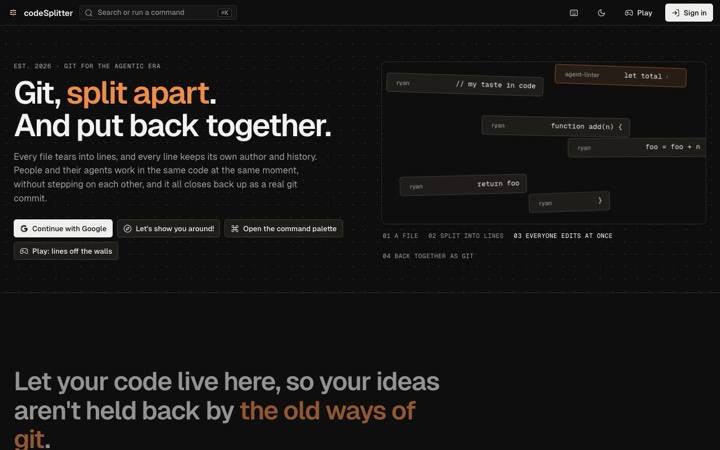 codeSplitter
Search or run a command
⌘K
Play
Sign in
EST. 2026 · GIT FOR THE AGENTIC ERA
Git, split apart.
And put back together.
Every file tears into lines, and every line keeps its own author and history.
People and their agents work in the same code at the same moment,
without stepping on each other, and it all closes back up as a real git
commit.
Continue with Google
Let's show you around!
Open the command palette
Play: lines off the walls
ryan // my taste in code
agent-linter let total
ryan function add(n) {
ryan foo = foo + n
ryan return foo
ryan }
01 A FILE 02 SPLIT INTO LINES 03 EVERYONE EDITS AT ONCE
04 BACK TOGETHER AS GIT
Let your code live here, so your ideas
aren't held back by the old ways of
git.